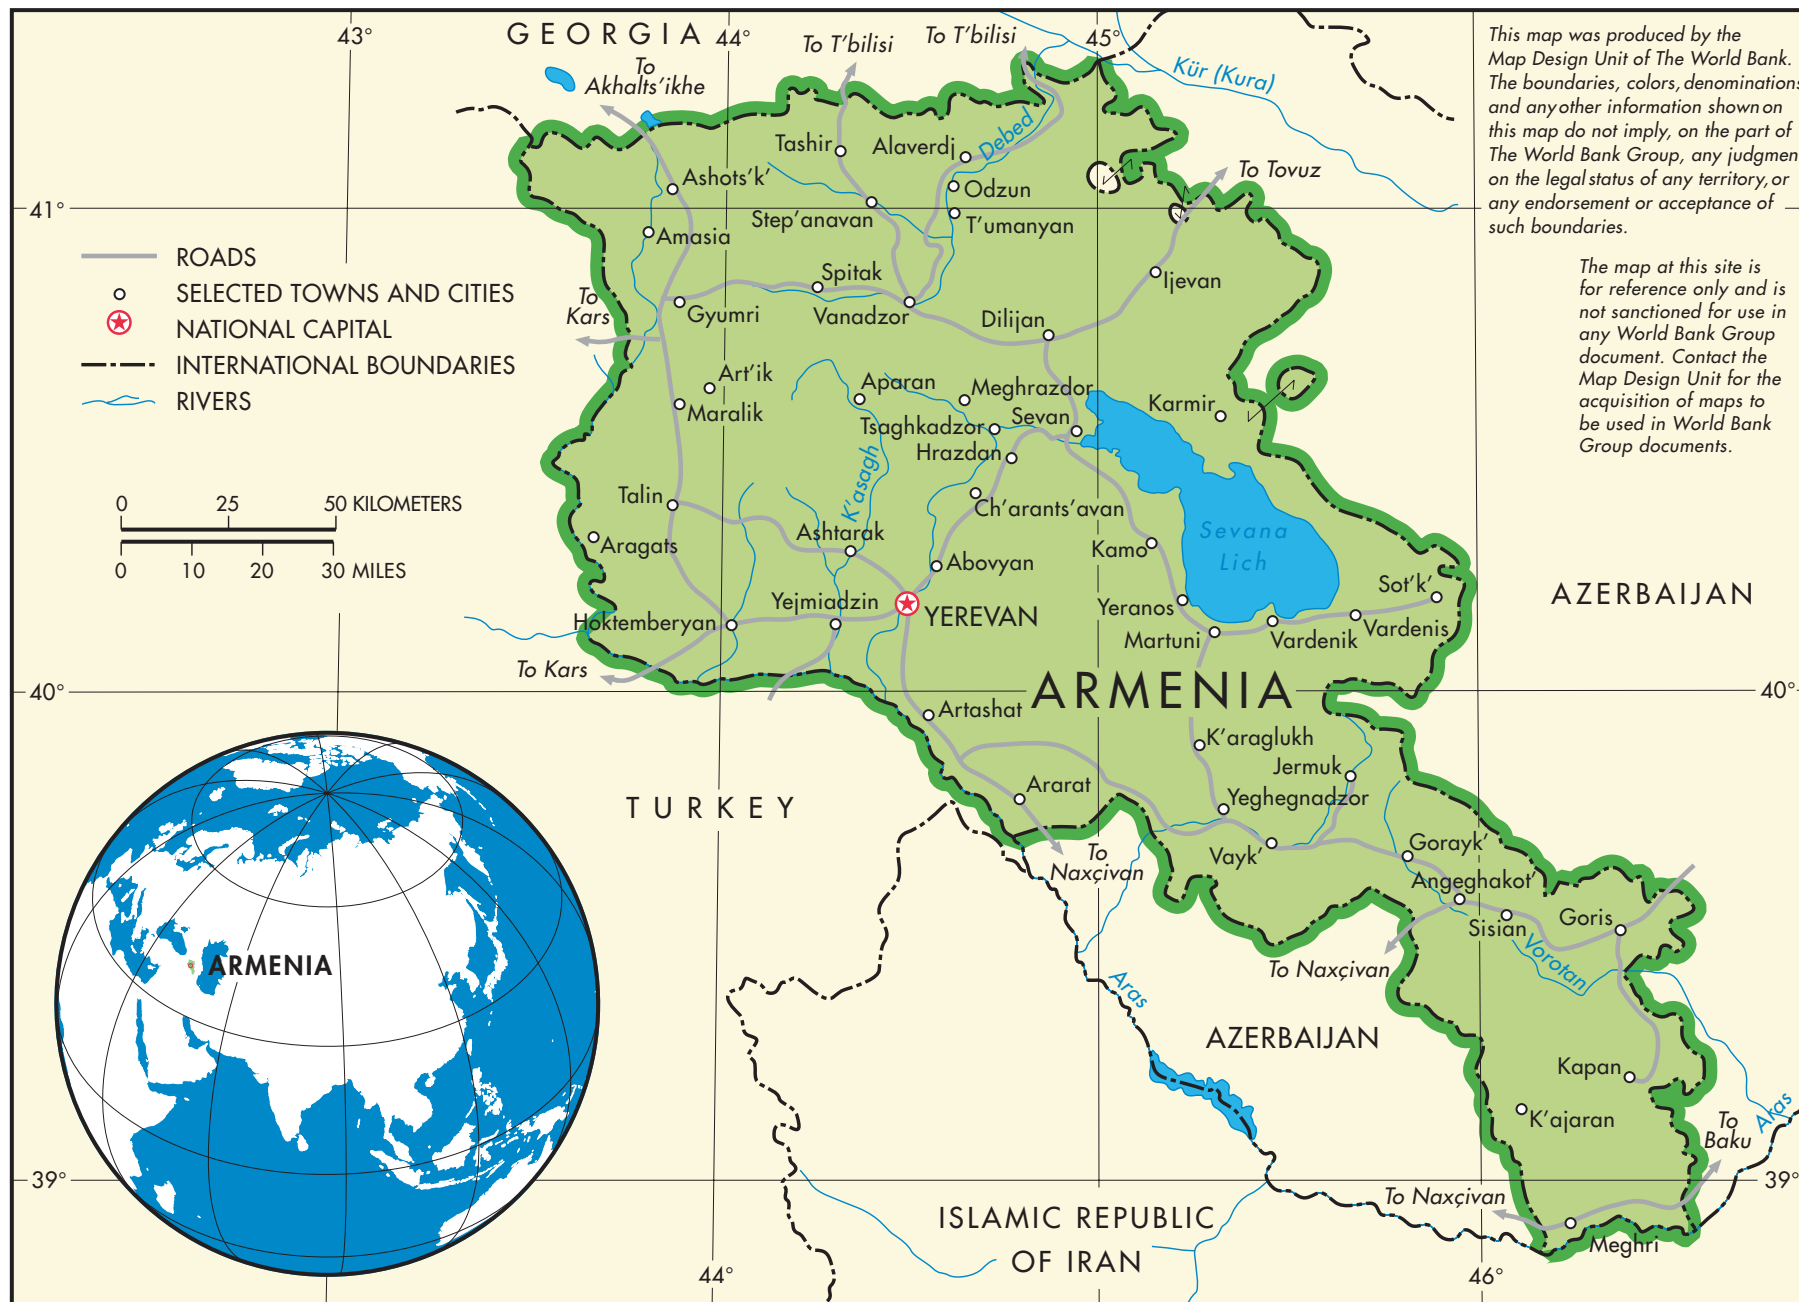 43°
GEORGIA
44°
To T'bilisi
To T'bilisi
45°
To
Akhalts'ikhe
Kür (Kura)
This map was produced by the
Map Design Unit of The World Bank.
The boundaries, colors, denominations
and any other information shown on
this map do not imply, on the part of
The World Bank Group, any judgmen
on the legal status of any territory, or
any endorsement or acceptance of
such boundaries.
The map at this site is
for reference only and is
not sanctioned for use in
any World Bank Group
document. Contact the
Map Design Unit for the
acquisition of maps to
be used in World Bank
Group documents.
Tashir
Alaverdi
Debed
To Tovuz
Ashots'k'
Odzun
41°
Step'anavan
T'umanyan
Amasia
ROADS
SELECTED TOWNS AND CITIES
NATIONAL CAPITAL
INTERNATIONAL BOUNDARIES
RIVERS
Spitak
Ijevan
To
Kars
Gyumri
Vanadzor
Dilijan
Art'ik
Aparan
Meghrazdor
Maralik
Karmir
Tsaghkadzor
Sevan
Hrazdan
K'asagh
0 25 50 KILOMETERS
0 10 20 30 MILES
Talin
Ch'arants'avan
Sevana
Lich
Aragats
Ashtarak
Kamo
Abovyan
Sot'k'
AZERBAIJAN
Yejmiadzin
Yeranos
Hoktemberyan
YEREVAN
Martuni
Vardenik
Vardenis
To Kars
40°
ARMENIA
40°
Artashat
K'araglukh
Jermuk
TURKEY
Ararat
Yeghegnadzor
Vayk'
Gorayk'
To
Naxçivan
Angeghakot'
Goris
Sisian
Vorotan
To Naxçivan
ARMENIA
Aras
AZERBAIJAN
Kapan
K'ajaran
To
Baku
Aras
39°
39°
To Naxçivan
ISLAMIC REPUBLIC
OF IRAN
Meghri
44°
46°